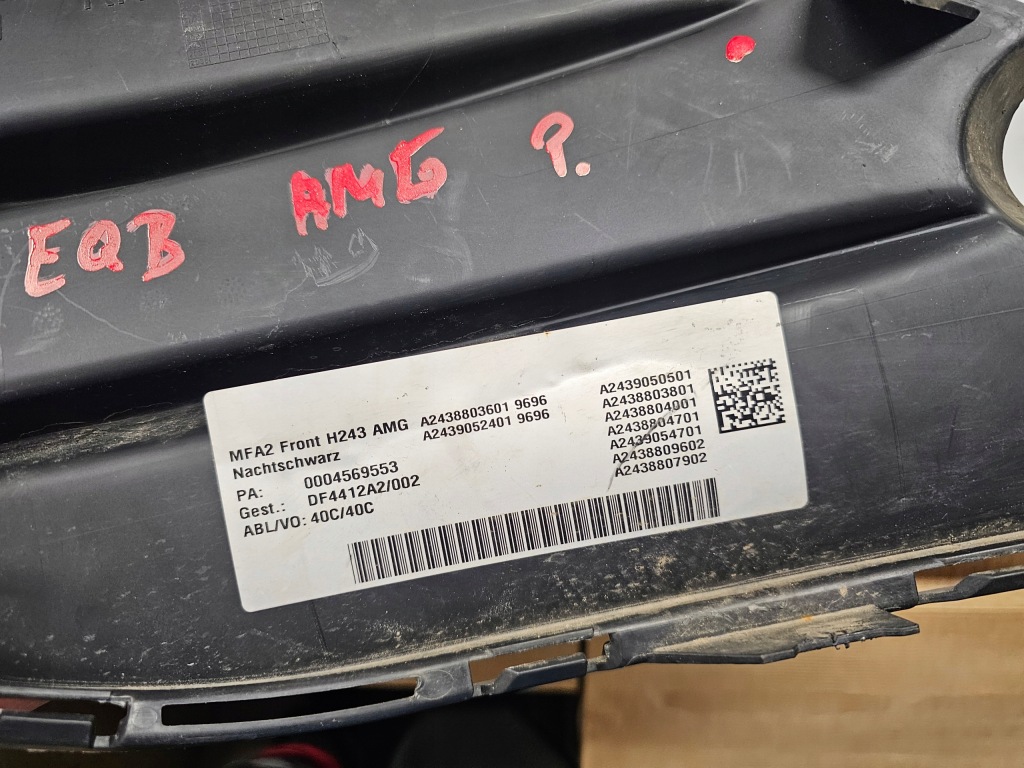 EQB AMG ?.
MFA2 Front H243 AMG A2438803601 9696
Nachtschwarz A2439052401 9696
PA: 0004569553
Gest.: DF4412A2/002
ABL/VO: 40C/40C
A2439050501
A2438803801
A2438804001
A2438804701
A2439054701
A2438809602
A2438807902